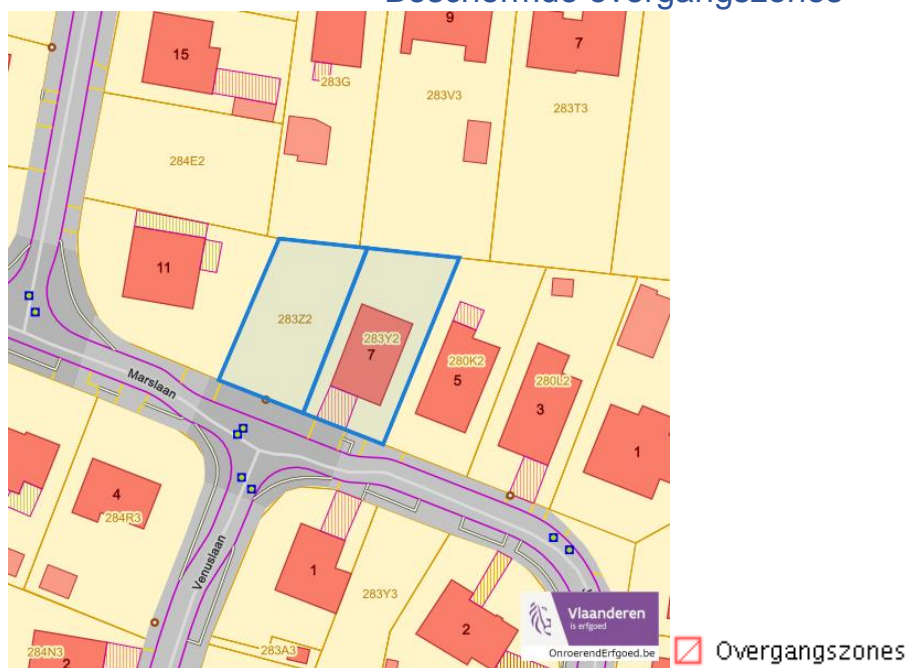 Beschermde overgangszones
15
9
7
283G
283V3
283T3
284E2
11
283Z2
283Y2
7
280K2
5
280L2
3
1
Marslaan
4
284R3
Venuslaan
1
283Y3
2
283A3
284N3
2
Vlaanderen
is erfgoed
OnroerendErfgoed.be
Overgangszones